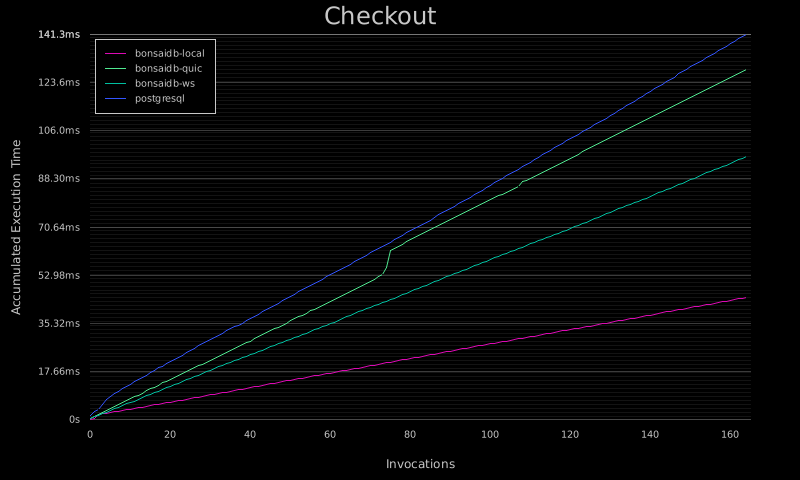 Checkout
141.3ms
bonsaidb-local
bonsaidb-quic
bonsaidb-ws
postgresql
123.6ms
106.0ms
88.30ms
70.64ms
52.98ms
35.32ms
17.66ms
0s
Accumulated Execution Time
0 20 40 60 80 100 120 140 160
Invocations